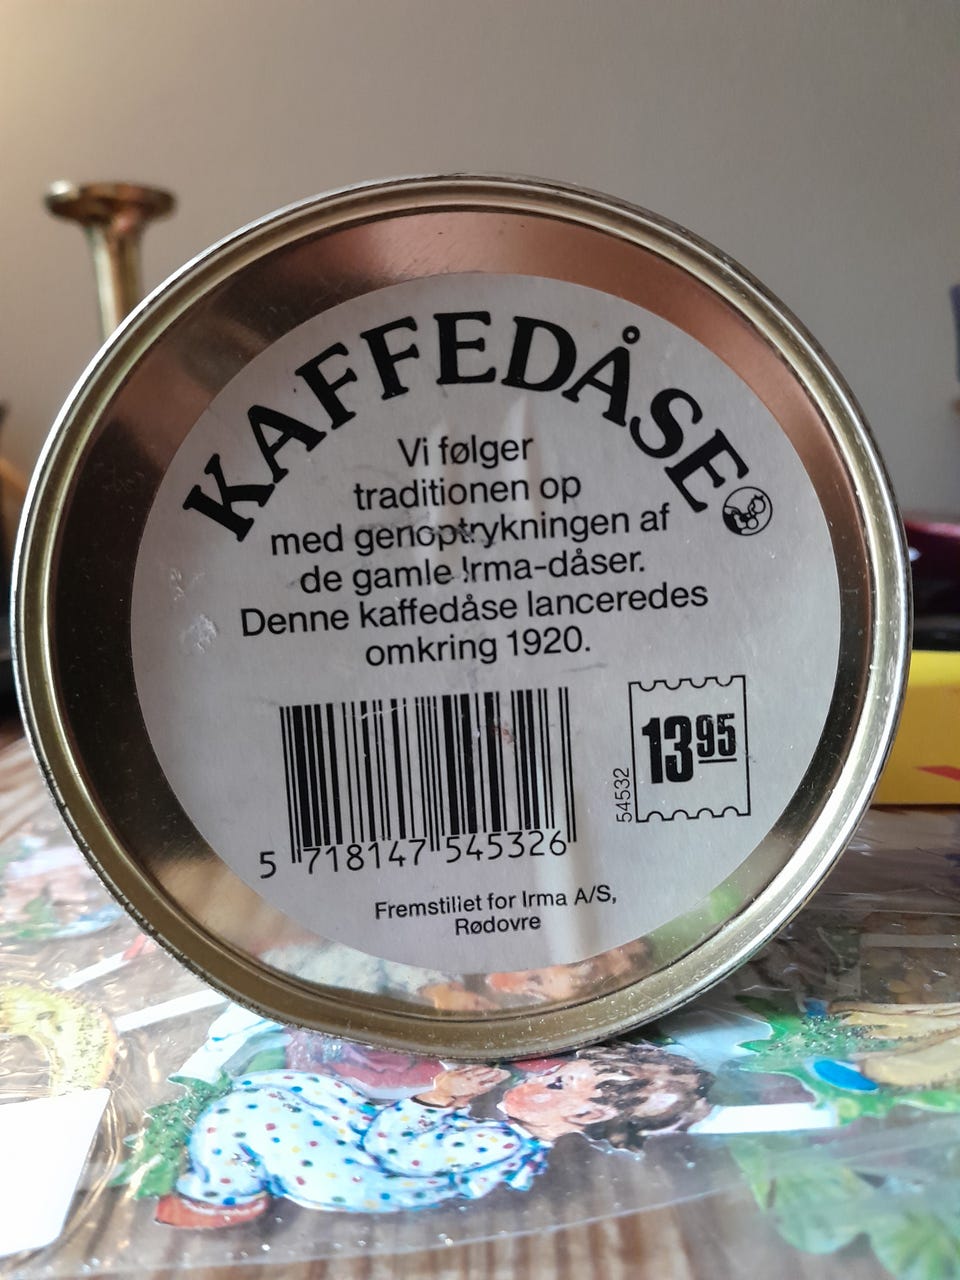 KAFFEDÅSE
Vi følger
traditionen op
med genoptrykningen af
de gamle Irma-dåser.
Denne kaffedåse lanceredes
omkring 1920.
5 718147 545326
54532
13 95
Fremstillet for Irma A/S,
Rødovre